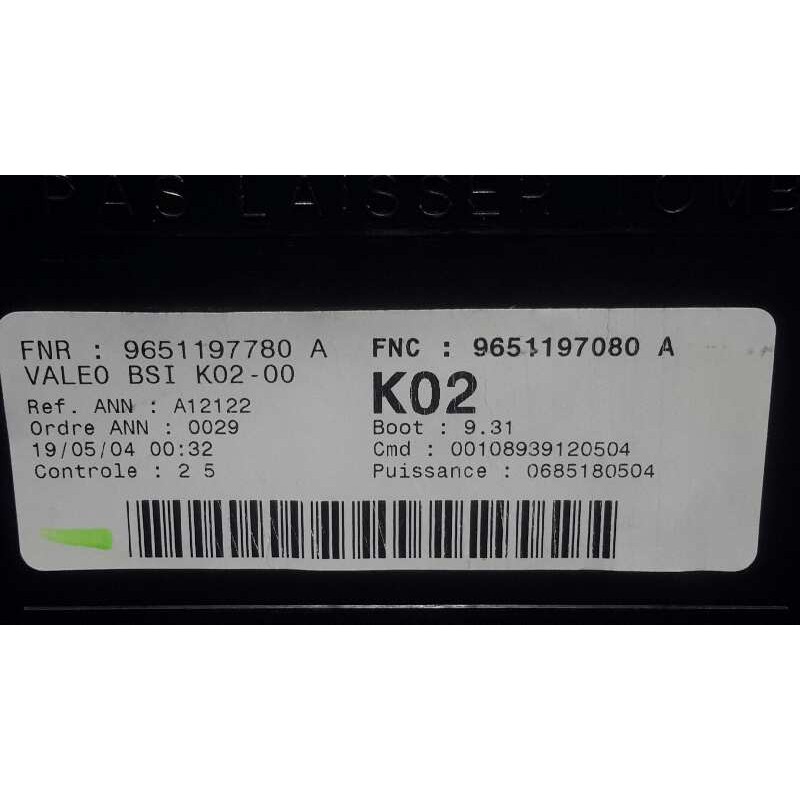 PAS LAISSER TOMB
FNR : 9651197780 A
FNC : 9651197080 A
VALEO BSI K02-00
K02
Ref. ANN : A12122
Ordre ANN : 0029
Boot : 9.31
19/05/04 00:32
Cmd : 00108939120504
Controle : 2 5
Puissance : 0685180504